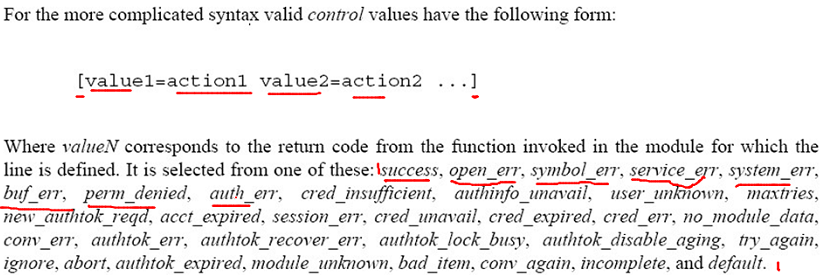 For the more complicated syntax valid control values have the following form:
[value1=action1 value2=action2 ...]
Where valueN corresponds to the return code from the function invoked in the module for which the
line is defined. It is selected from one of these: success, open_err, symbol_err, service_err, system_err,
buf_err, perm_denied, auth_err, cred_insufficient, authinfo_unavail, user_unknown, maxtries,
new_authtok_reqd, acct_expired, session_err, cred_unavail, cred_expired, cred_err, no_module_data,
conv_err, authtok_err, authtok_recover_err, authtok_lock_busy, authtok_disable_aging, try_again,
ignore, abort, authtok_expired, module_unknown, bad_item, conv_again, incomplete, and default.